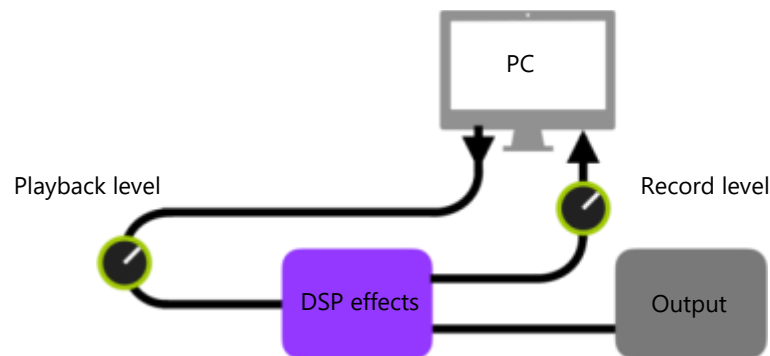 PC
Playback level
Record level
DSP effects
Output